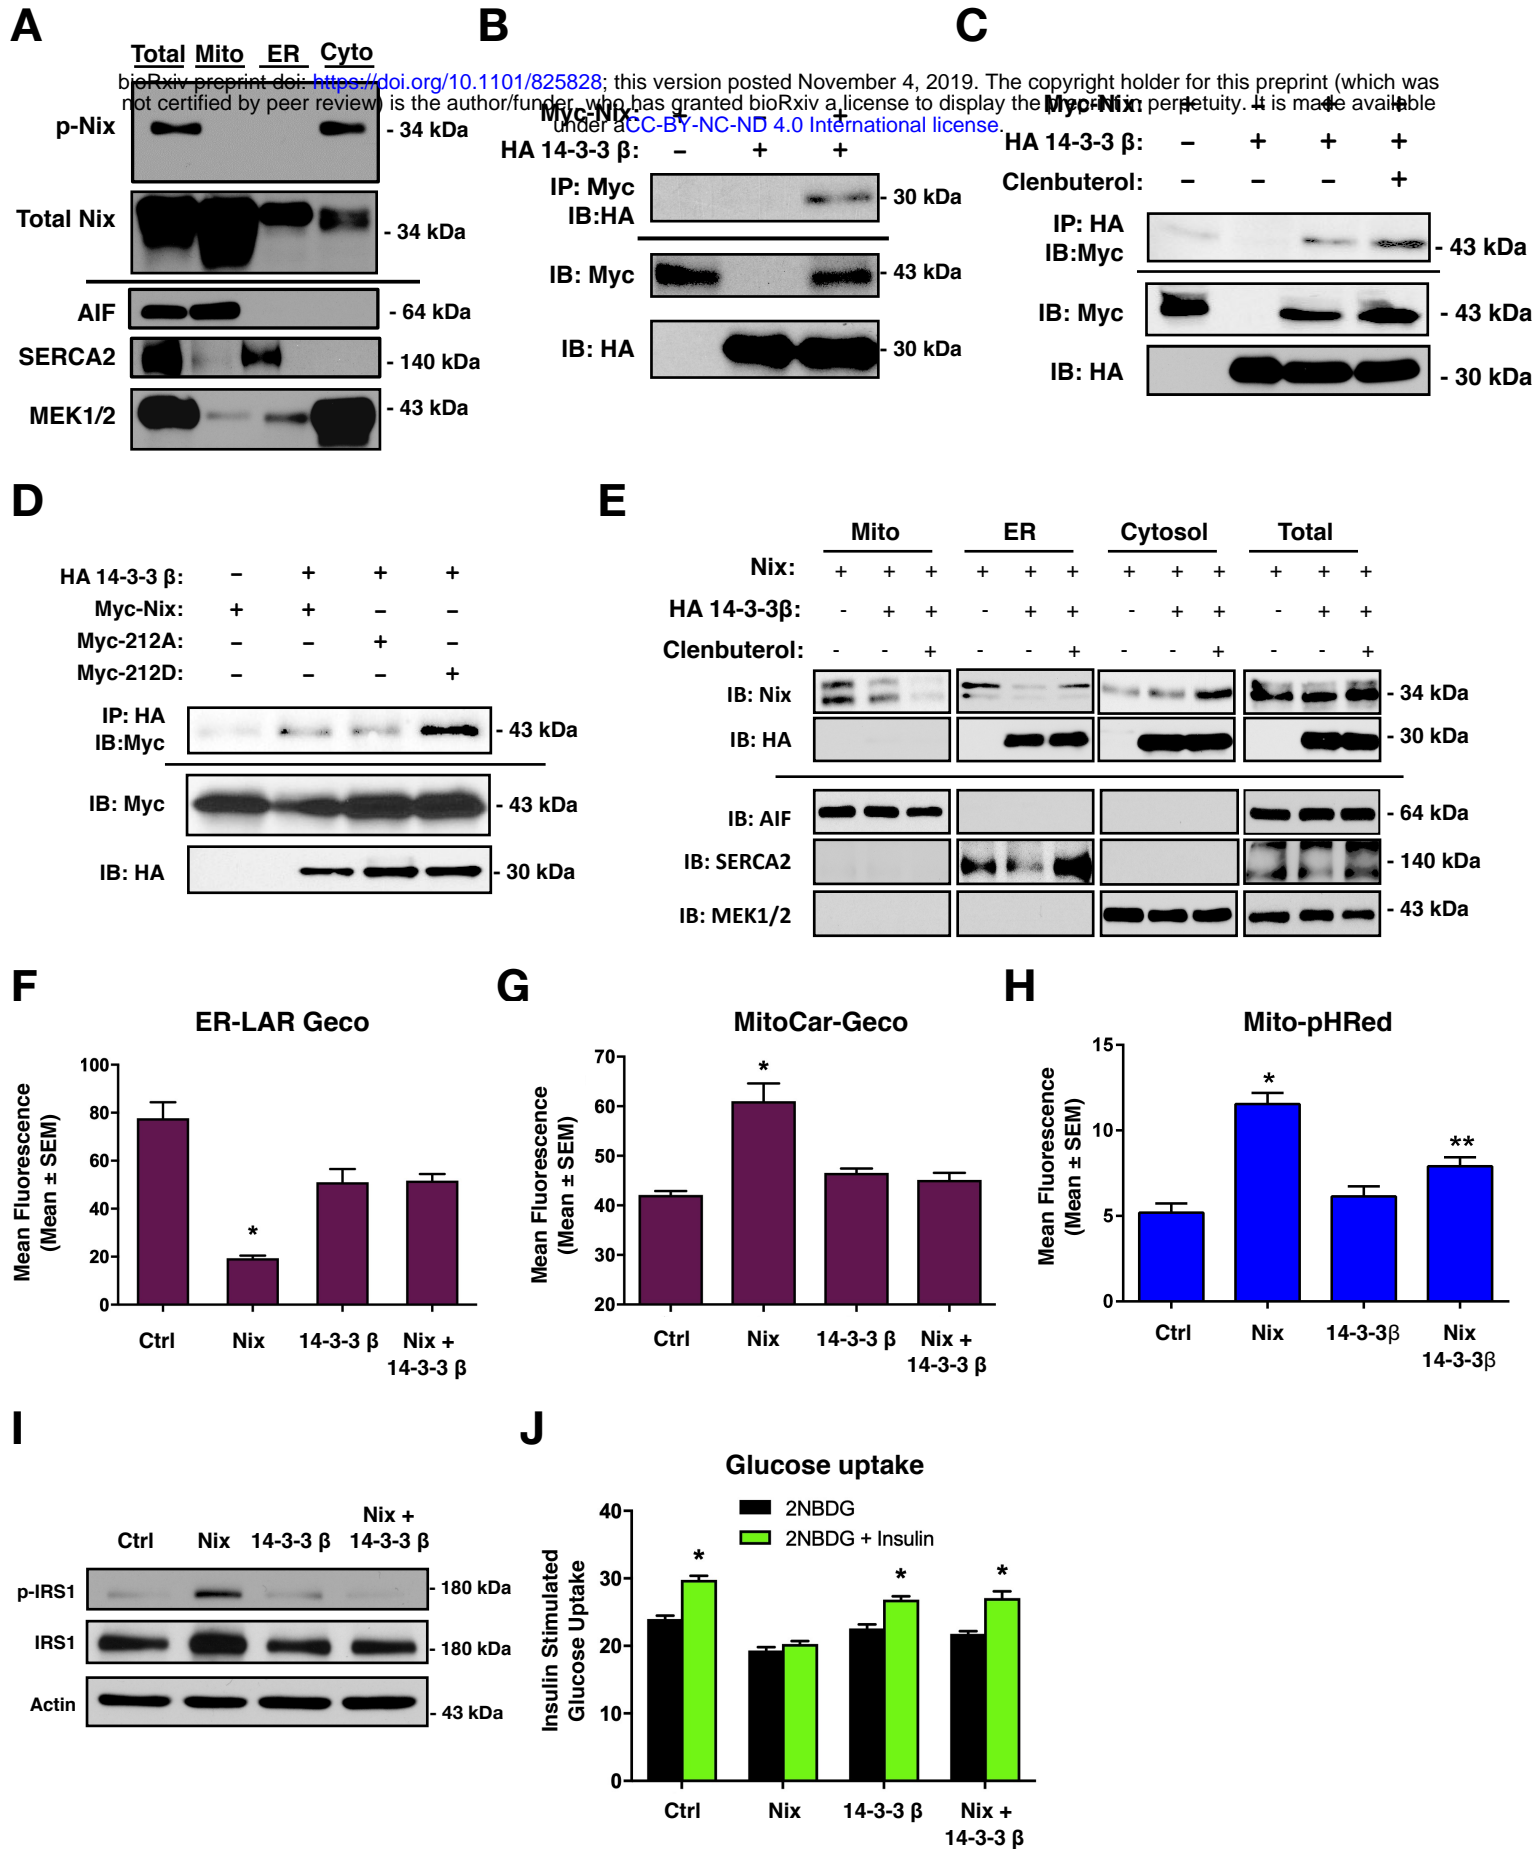 A
B
C
Total Mito ER Cyto
bioRxiv preprint doi: https://doi.org/10.1101/825828; this version posted November 4, 2019. The copyright holder for this preprint (which was
not certified by peer review) is the author/funder, who has granted bioRxiv a license to display the preprint in perpetuity. It is made available
under aCC-BY-NC-ND 4.0 International license.
p-Nix
- 34 kDa
Total Nix
- 34 kDa
AIF
- 64 kDa
SERCA2
- 140 kDa
MEK1/2
- 43 kDa
Myc-Nix: + – +
HA 14-3-3 β: – + +
IP: Myc
IB:HA
- 30 kDa
IB: Myc
- 43 kDa
IB: HA
- 30 kDa
Myc-Nix: + – + +
HA 14-3-3 β: – + + +
Clenbuterol: – – – +
IP: HA
IB:Myc
- 43 kDa
IB: Myc
- 43 kDa
IB: HA
- 30 kDa
D
HA 14-3-3 β: – + + +
Myc-Nix: + + – –
Myc-212A: – – + –
Myc-212D: – – – +
IP: HA
IB:Myc
- 43 kDa
IB: Myc
- 43 kDa
IB: HA
- 30 kDa
E
Mito ER Cytosol Total
Nix: + + + + + + + + + + + +
HA 14-3-3β: - + + - + + - + + - + +
Clenbuterol: - - + - - + - - + - - +
IB: Nix
- 34 kDa
IB: HA
- 30 kDa
IB: AIF
- 64 kDa
IB: SERCA2
- 140 kDa
IB: MEK1/2
- 43 kDa
F
ER-LAR Geco
Mean Fluorescence
(Mean ± SEM)
100
80
60
40
20
0
*
Ctrl Nix 14-3-3 β Nix +
14-3-3 β
G
MitoCar-Geco
Mean Fluorescence
(Mean ± SEM)
70
60
50
40
30
20
*
Ctrl Nix 14-3-3 β Nix +
14-3-3 β
H
Mito-pHRed
Mean Fluorescence
(Mean ± SEM)
15
10
5
0
*
**
Ctrl Nix 14-3-3β Nix
14-3-3β
I
Nix +
Ctrl Nix 14-3-3 β 14-3-3 β
p-IRS1
- 180 kDa
IRS1
- 180 kDa
Actin
- 43 kDa
J
Glucose uptake
2NBDG
2NBDG + Insulin
Insulin Stimulated
Glucose Uptake
40
30
20
10
0
* * *
Ctrl Nix 14-3-3 β Nix +
14-3-3 β